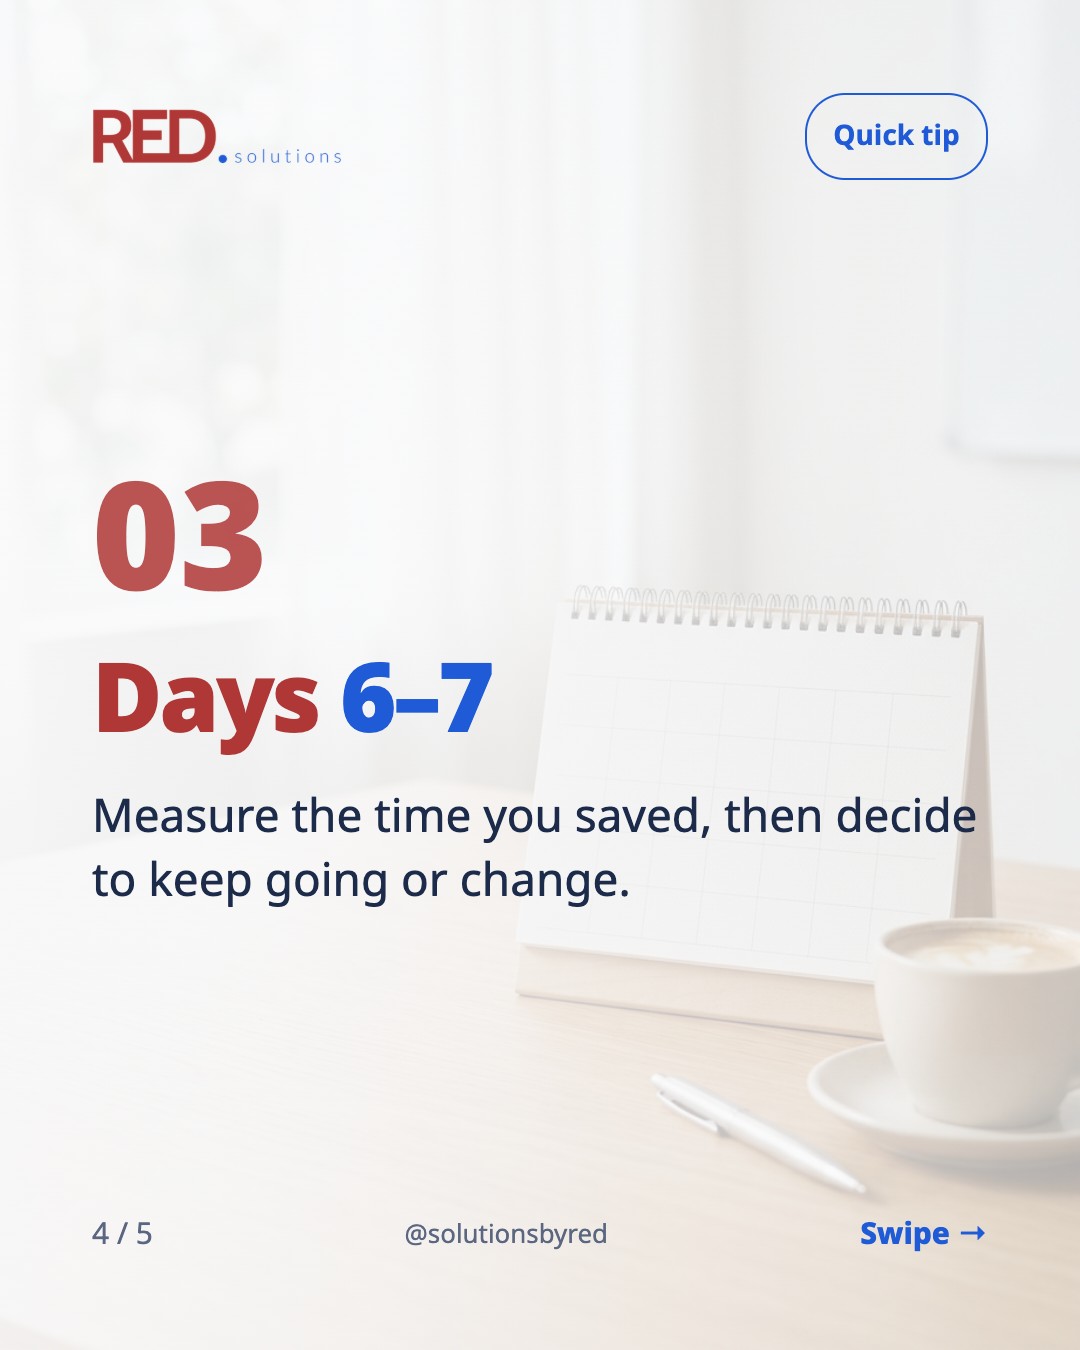 RED.solutions
Quick tip
03
Days 6–7
Measure the time you saved, then decide
to keep going or change.
4 / 5
@solutionsbyred
Swipe →